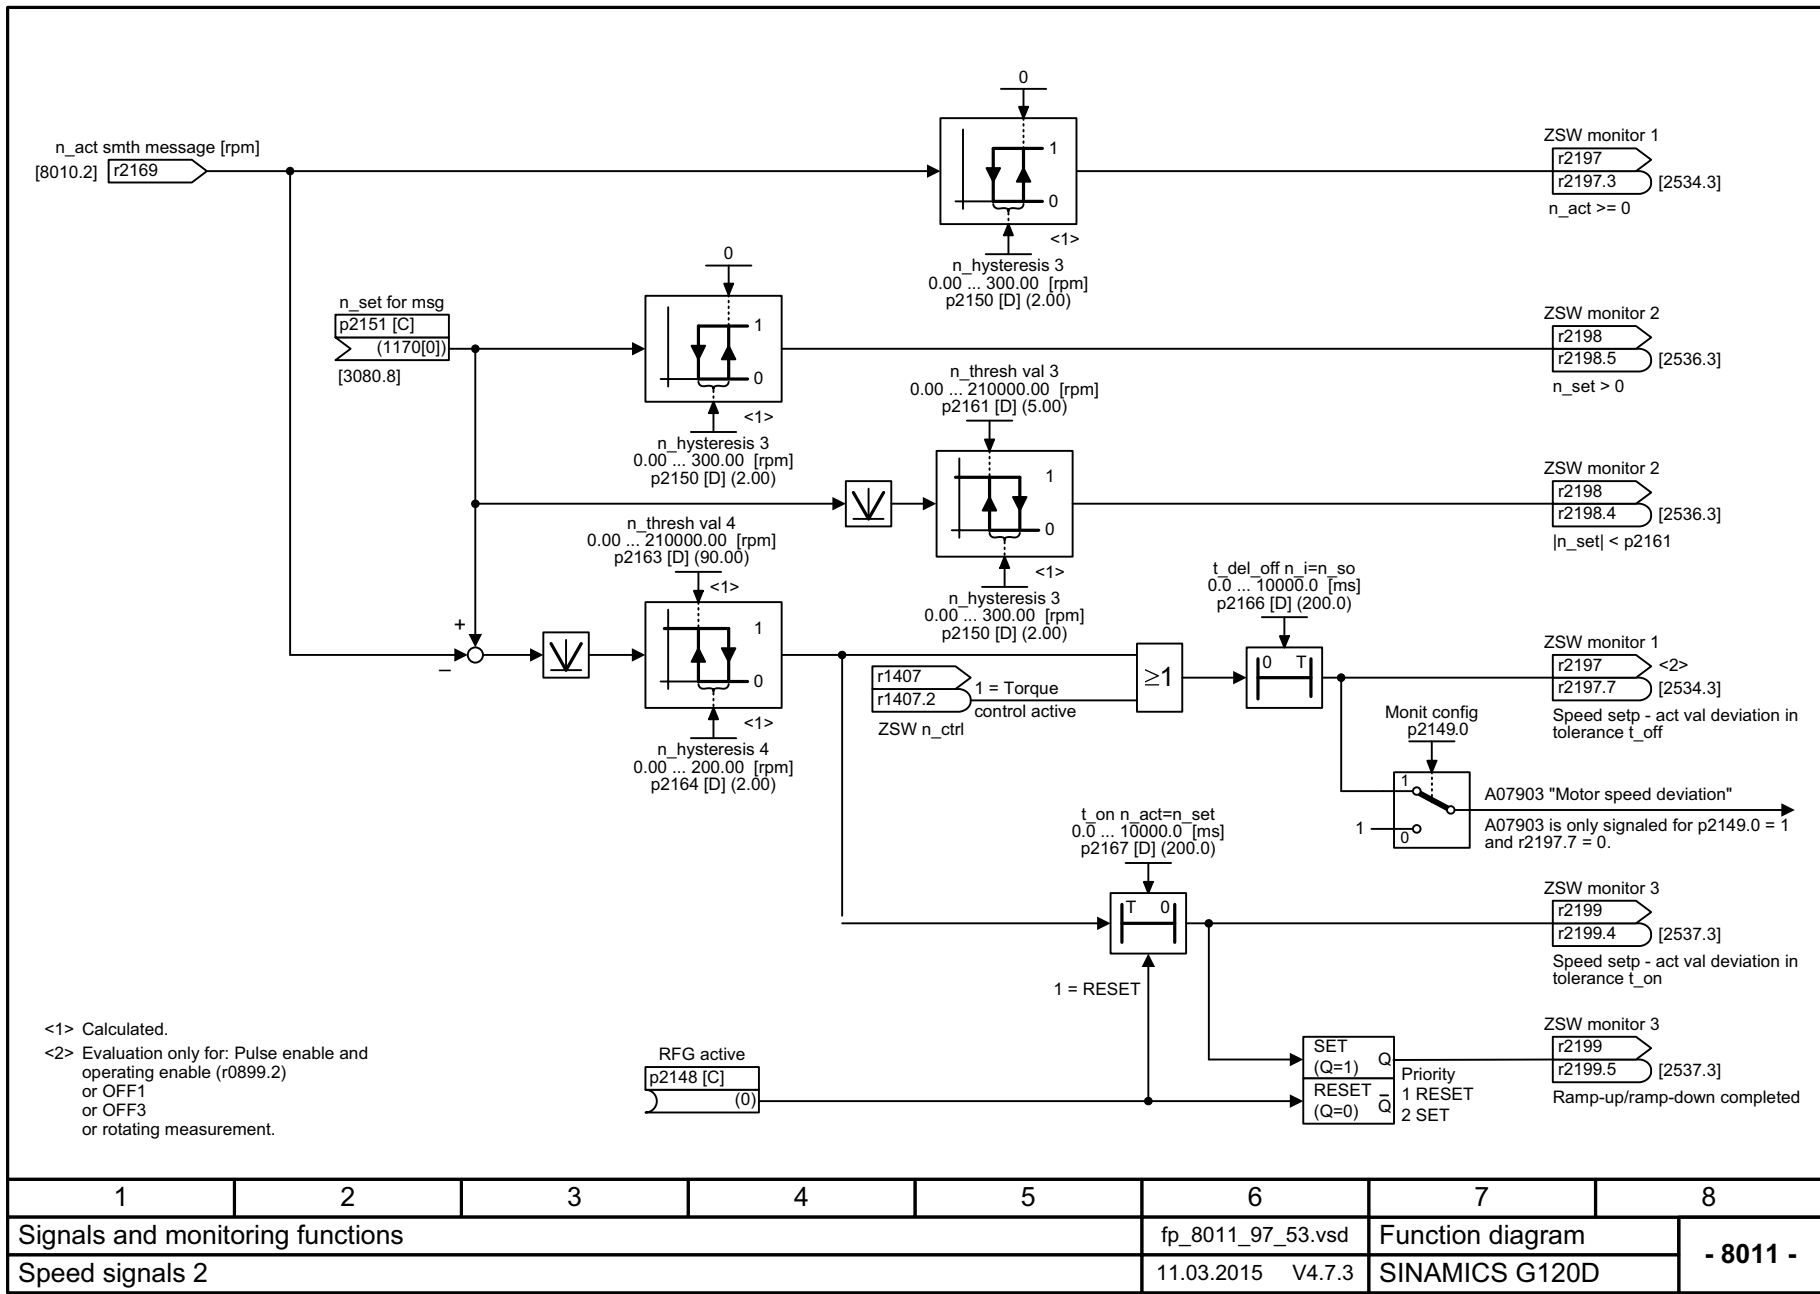 0
n_act smth message [rpm]
[8010.2]
r2169
1
0
<1>
n_hysteresis 3
0.00 ... 300.00 [rpm]
p2150 [D] (2.00)
ZSW monitor 1
r2197
r2197.3
[2534.3]
n_act >= 0
0
n_set for msg
p2151 [C]
(1170[0])
[3080.8]
1
0
<1>
n_hysteresis 3
0.00 ... 300.00 [rpm]
p2150 [D] (2.00)
ZSW monitor 2
r2198
r2198.5
[2536.3]
n_set > 0
n_thresh val 3
0.00 ... 210000.00 [rpm]
p2161 [D] (5.00)
1
0
<1>
n_hysteresis 3
0.00 ... 300.00 [rpm]
p2150 [D] (2.00)
ZSW monitor 2
r2198
r2198.4
[2536.3]
|n_set| < p2161
n_thresh val 4
0.00 ... 210000.00 [rpm]
p2163 [D] (90.00)
<1>
+
–
1
0
<1>
n_hysteresis 4
0.00 ... 200.00 [rpm]
p2164 [D] (2.00)
r1407
r1407.2
1 = Torque
control active
ZSW n_ctrl
≥1
t_del_off n_i=n_so
0.0 ... 10000.0 [ms]
p2166 [D] (200.0)
0 T
ZSW monitor 1
r2197
<2>
r2197.7
[2534.3]
Speed setp - act val deviation in
tolerance t_off
Monit config
p2149.0
1
1
0
A07903 "Motor speed deviation"
A07903 is only signaled for p2149.0 = 1
and r2197.7 = 0.
t_on n_act=n_set
0.0 ... 10000.0 [ms]
p2167 [D] (200.0)
T 0
1 = RESET
ZSW monitor 3
r2199
r2199.4
[2537.3]
Speed setp - act val deviation in
tolerance t_on
RFG active
p2148 [C]
(0)
SET
(Q=1)
Q
RESET
(Q=0)
Q̅
Priority
1 RESET
2 SET
ZSW monitor 3
r2199
r2199.5
[2537.3]
Ramp-up/ramp-down completed
<1> Calculated.
<2> Evaluation only for: Pulse enable and
operating enable (r0899.2)
or OFF1
or OFF3
or rotating measurement.
1 2 3 4 5 6 7 8
Signals and monitoring functions
fp_8011_97_53.vsd
Function diagram
- 8011 -
Speed signals 2
11.03.2015 V4.7.3
SINAMICS G120D